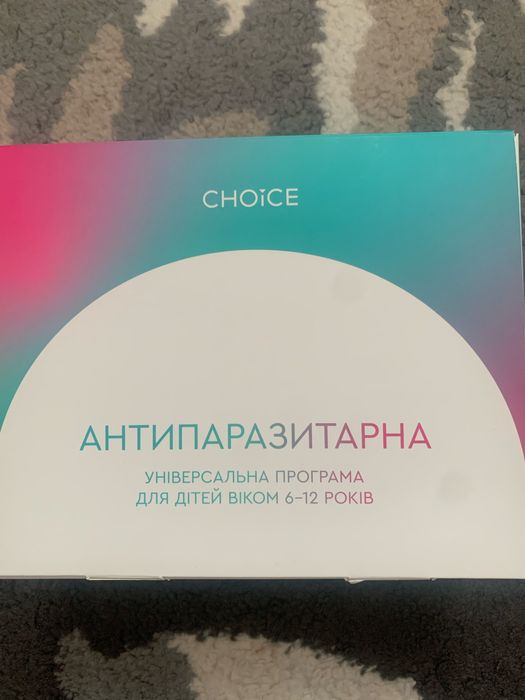 CHOiCE
АНТИПАРАЗИТАРНА
УНІВЕРСАЛЬНА ПРОГРАМА
ДЛЯ ДІТЕЙ ВІКОМ 6–12 РОКІВ